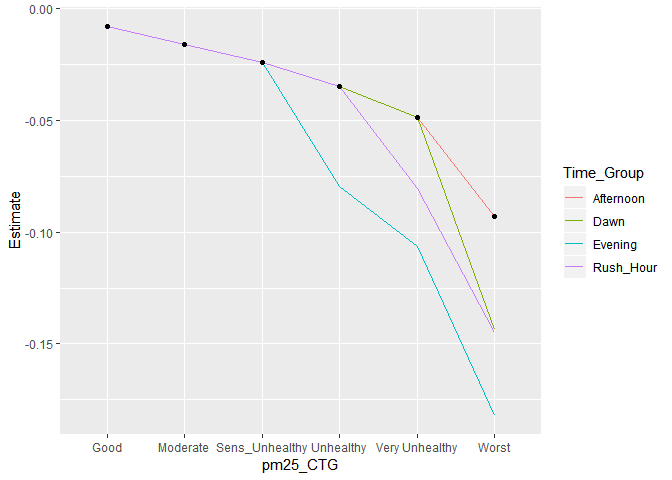 0.00
-0.05
-0.10
-0.15
Estimate
Good Moderate Sens_Unhealthy Unhealthy Very Unhealthy Worst
pm25_CTG
Time_Group
Afternoon
Dawn
Evening
Rush_Hour